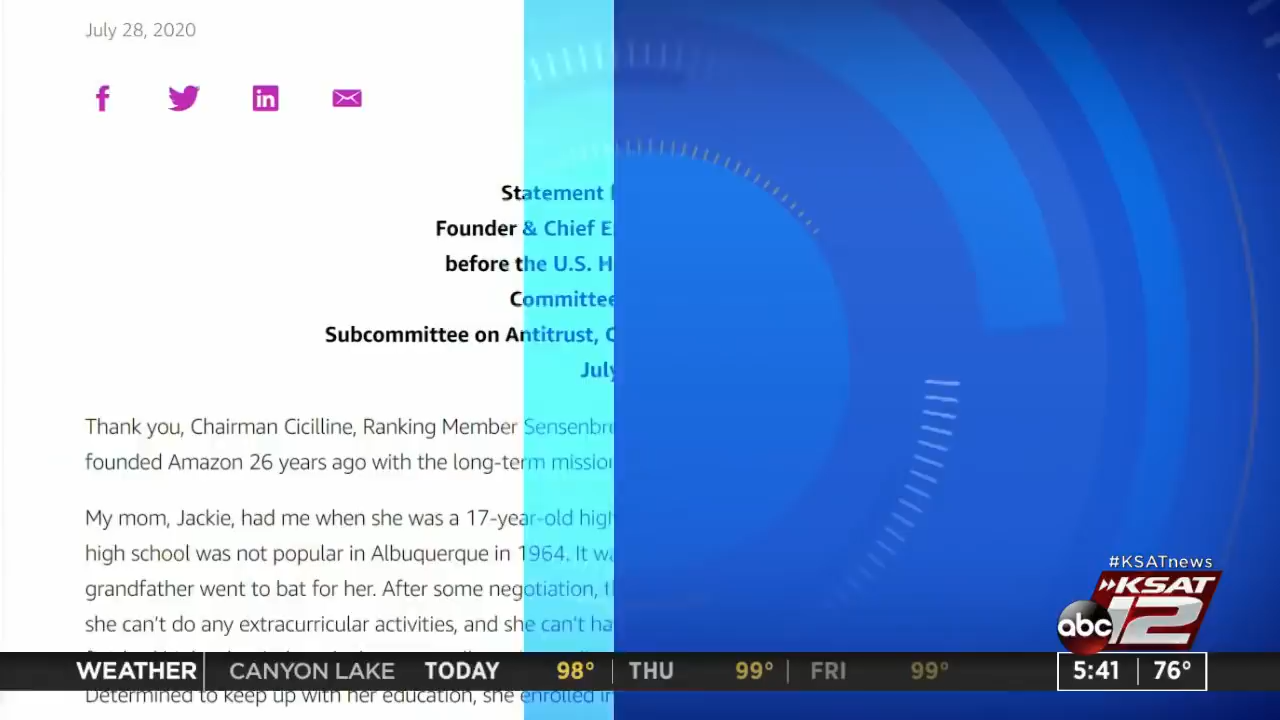 July 28, 2020
Statement
Founder & Chief E
before the U.S. H
Committee
Subcommittee on Antitrust, C
July
Thank you, Chairman Cicilline, Ranking Member Sensenbre
founded Amazon 26 years ago with the long-term mission
My mom, Jackie, had me when she was a 17-year-old high
high school was not popular in Albuquerque in 1964. It wa
grandfather went to bat for her. After some negotiation, t
she can't do any extracurricular activities, and she can't ha
Determined to keep up with her education, she enrolled in
#KSATnews
KSAT
abc 12
WEATHER CANYON LAKE TODAY 98° THU 99° FRI 99° 5:41 76°